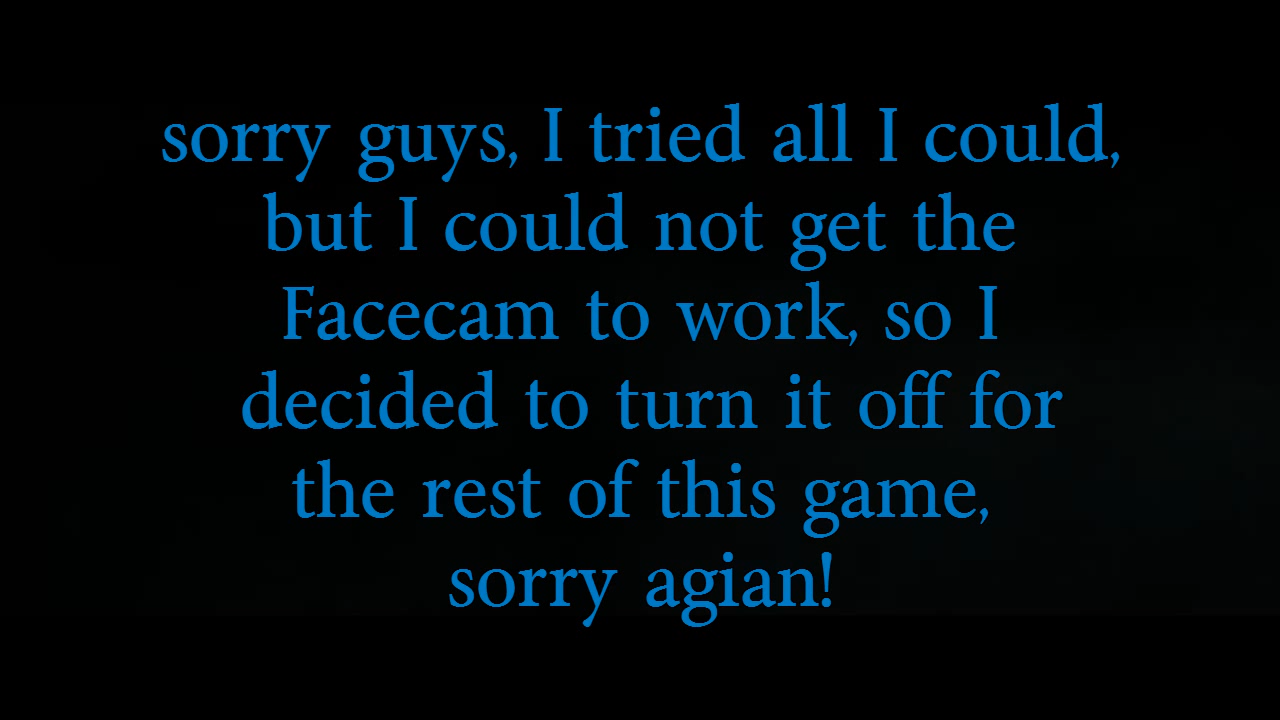 sorry guys, I tried all I could,
but I could not get the
Facecam to work, so I
decided to turn it off for
the rest of this game,
sorry agian!